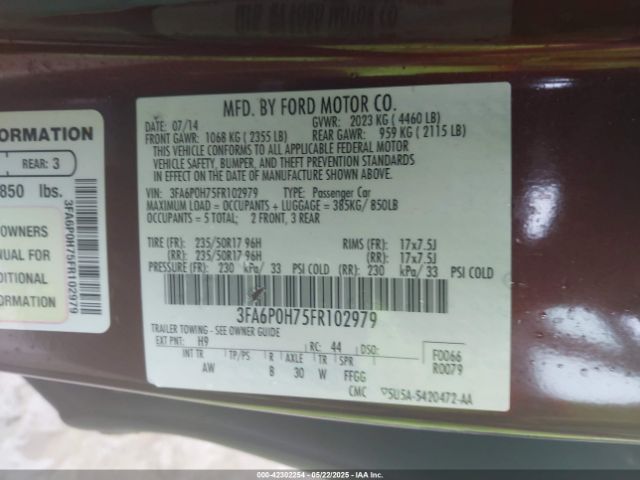 ORMATION
REAR: 3
850 lbs.
OWNERS
NUAL FOR
DITIONAL
RMATION
3FA6P0H75FR102979
MFD. BY FORD MOTOR CO.
DATE: 07/14 GVWR: 2023 KG ( 4460 LB)
FRONT GAWR: 1068 KG ( 2355 LB) REAR GAWR: 959 KG ( 2115 LB)
THIS VEHICLE CONFORMS TO ALL APPLICABLE FEDERAL MOTOR
VEHICLE SAFETY, BUMPER, AND THEFT PREVENTION STANDARDS
IN EFFECT ON THE DATE OF MANUFACTURE SHOWN ABOVE.
VIN: 3FA6P0H75FR102979 TYPE: Passenger Car
MAXIMUM LOAD = OCCUPANTS + LUGGAGE = 385KG/ 850LB
OCCUPANTS = 5 TOTAL; 2 FRONT, 3 REAR
TIRE (FR): 235/50R17 96H RIMS (FR): 17x7.5J
(RR): 235/50R17 96H (RR): 17x7.5J
PRESSURE (FR): 230 kPa/ 33 PSI COLD (RR): 230 kPa/ 33 PSI COLD
3FA6P0H75FR102979
TRAILER TOWING - SEE OWNER GUIDE
EXT PNT: H9 RC: 44 DSO: F0066
INT TR TP/PS R AXLE TR SPR R0079
AW B 30 W FFGG
CMC ▽5U5A-5420472-AA
000-42302254 - 05/22/2025 - IAAI.COM